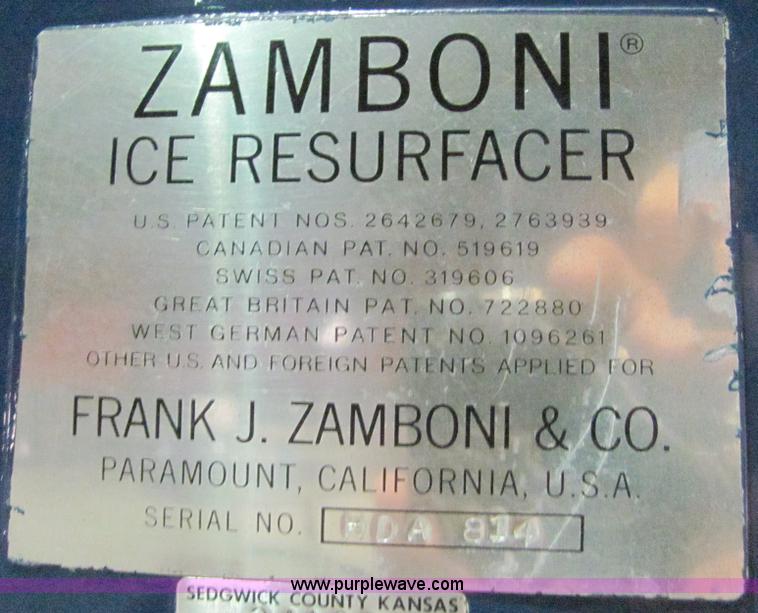 ZAMBONI®
ICE RESURFACER
U.S. PATENT NOS. 2642679, 2763939
CANADIAN PAT. NO. 519619
SWISS PAT. NO. 319606
GREAT BRITAIN PAT. NO. 722880
WEST GERMAN PATENT NO. 1096261
OTHER U.S. AND FOREIGN PATENTS APPLIED FOR
FRANK J. ZAMBONI & CO.
PARAMOUNT, CALIFORNIA, U.S.A.
SERIAL NO.
www.purplewave.com
SEDGWICK COUNTY KANSAS